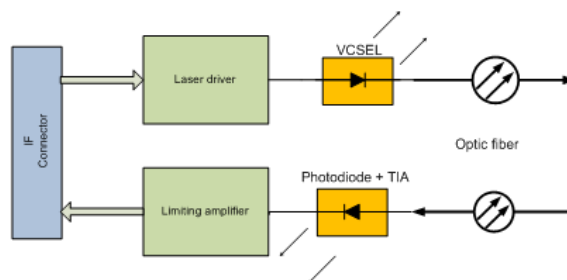 VCSEL
Laser driver
IF
Connector
Optic fiber
Photodiode + TIA
Limiting amplifier